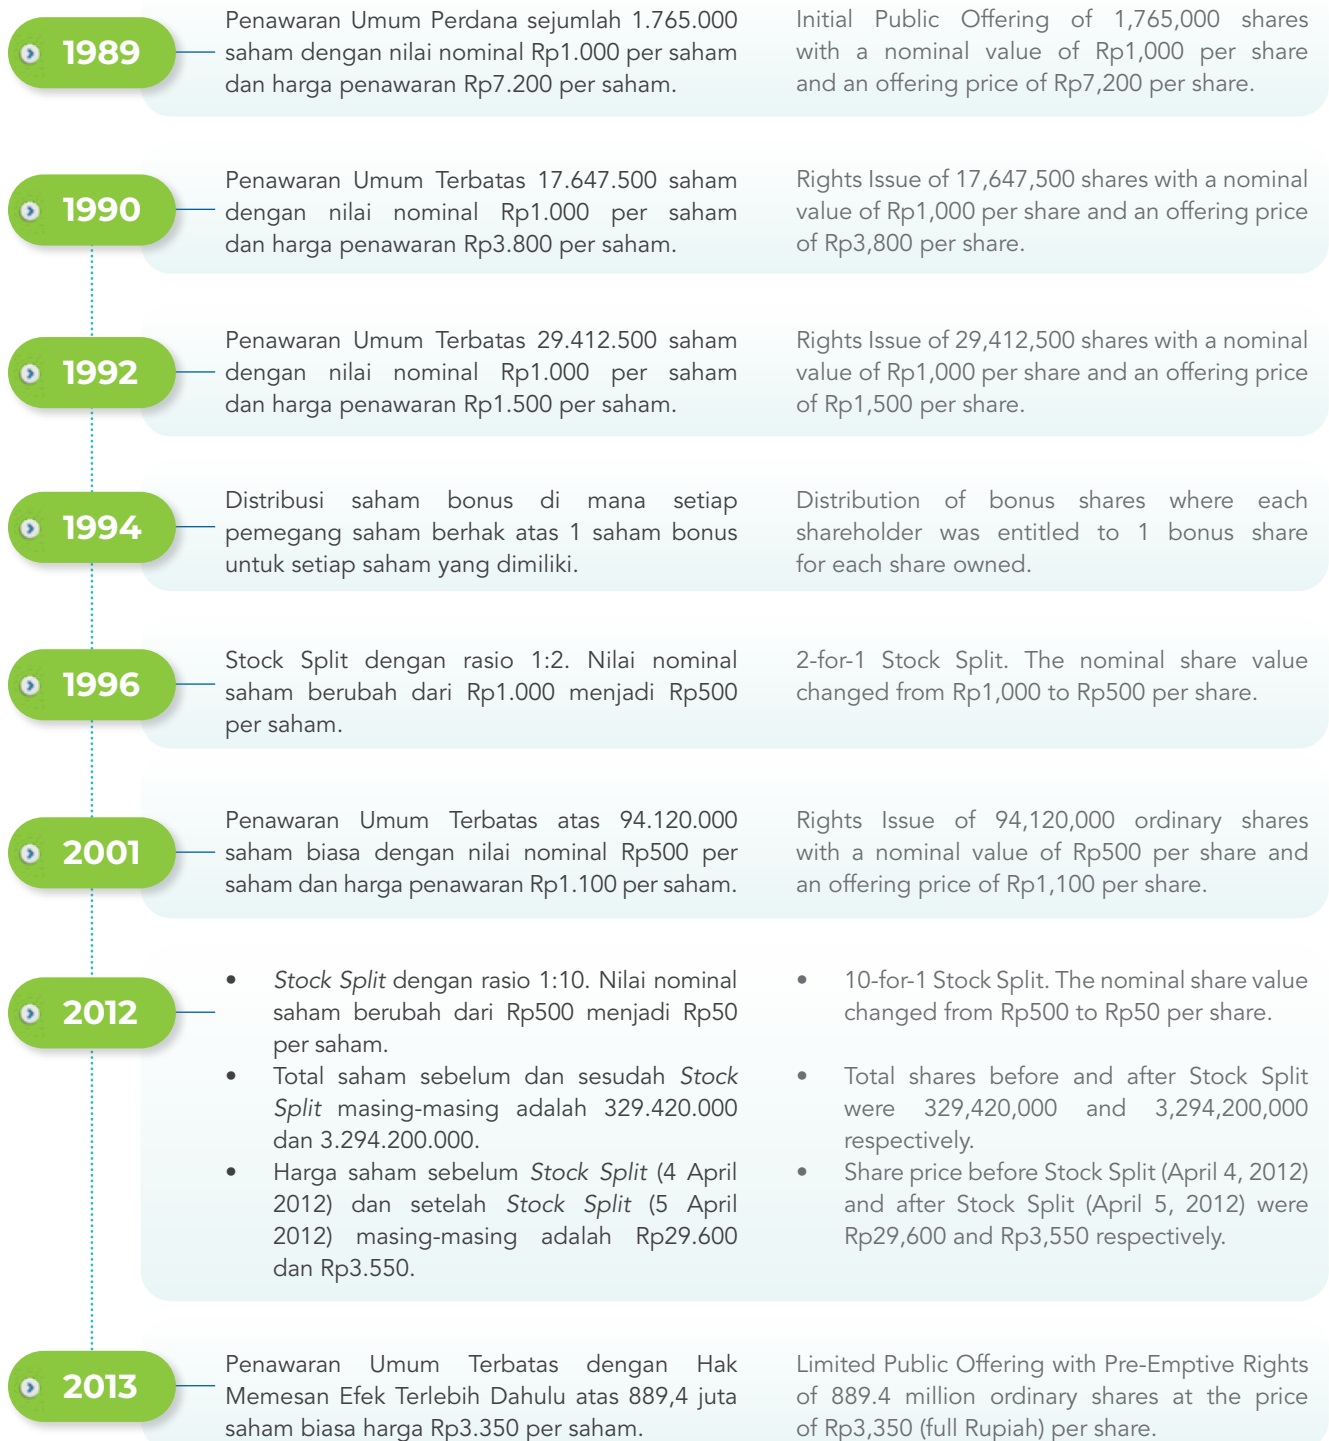 1989
Penawaran Umum Perdana sejumlah 1.765.000
saham dengan nilai nominal Rp1.000 per saham
dan harga penawaran Rp7.200 per saham.
Initial Public Offering of 1,765,000 shares
with a nominal value of Rp1,000 per share
and an offering price of Rp7,200 per share.
1990
Penawaran Umum Terbatas 17.647.500 saham
dengan nilai nominal Rp1.000 per saham
dan harga penawaran Rp3.800 per saham.
Rights Issue of 17,647,500 shares with a nominal
value of Rp1,000 per share and an offering price
of Rp3,800 per share.
1992
Penawaran Umum Terbatas 29.412.500 saham
dengan nilai nominal Rp1.000 per saham
dan harga penawaran Rp1.500 per saham.
Rights Issue of 29,412,500 shares with a nominal
value of Rp1,000 per share and an offering price
of Rp1,500 per share.
1994
Distribusi saham bonus di mana setiap
pemegang saham berhak atas 1 saham bonus
untuk setiap saham yang dimiliki.
Distribution of bonus shares where each
shareholder was entitled to 1 bonus share
for each share owned.
1996
Stock Split dengan rasio 1:2. Nilai nominal
saham berubah dari Rp1.000 menjadi Rp500
per saham.
2-for-1 Stock Split. The nominal share value
changed from Rp1,000 to Rp500 per share.
2001
Penawaran Umum Terbatas atas 94.120.000
saham biasa dengan nilai nominal Rp500 per
saham dan harga penawaran Rp1.100 per saham.
Rights Issue of 94,120,000 ordinary shares
with a nominal value of Rp500 per share and
an offering price of Rp1,100 per share.
2012
• Stock Split dengan rasio 1:10. Nilai nominal
saham berubah dari Rp500 menjadi Rp50
per saham.
• Total saham sebelum dan sesudah Stock
Split masing-masing adalah 329.420.000
dan 3.294.200.000.
• Harga saham sebelum Stock Split (4 April
2012) dan setelah Stock Split (5 April
2012) masing-masing adalah Rp29.600
dan Rp3.550.
• 10-for-1 Stock Split. The nominal share value
changed from Rp500 to Rp50 per share.
• Total shares before and after Stock Split
were 329,420,000 and 3,294,200,000
respectively.
• Share price before Stock Split (April 4, 2012)
and after Stock Split (April 5, 2012) were
Rp29,600 and Rp3,550 respectively.
2013
Penawaran Umum Terbatas dengan Hak
Memesan Efek Terlebih Dahulu atas 889,4 juta
saham biasa harga Rp3.350 per saham.
Limited Public Offering with Pre-Emptive Rights
of 889.4 million ordinary shares at the price
of Rp3,350 (full Rupiah) per share.